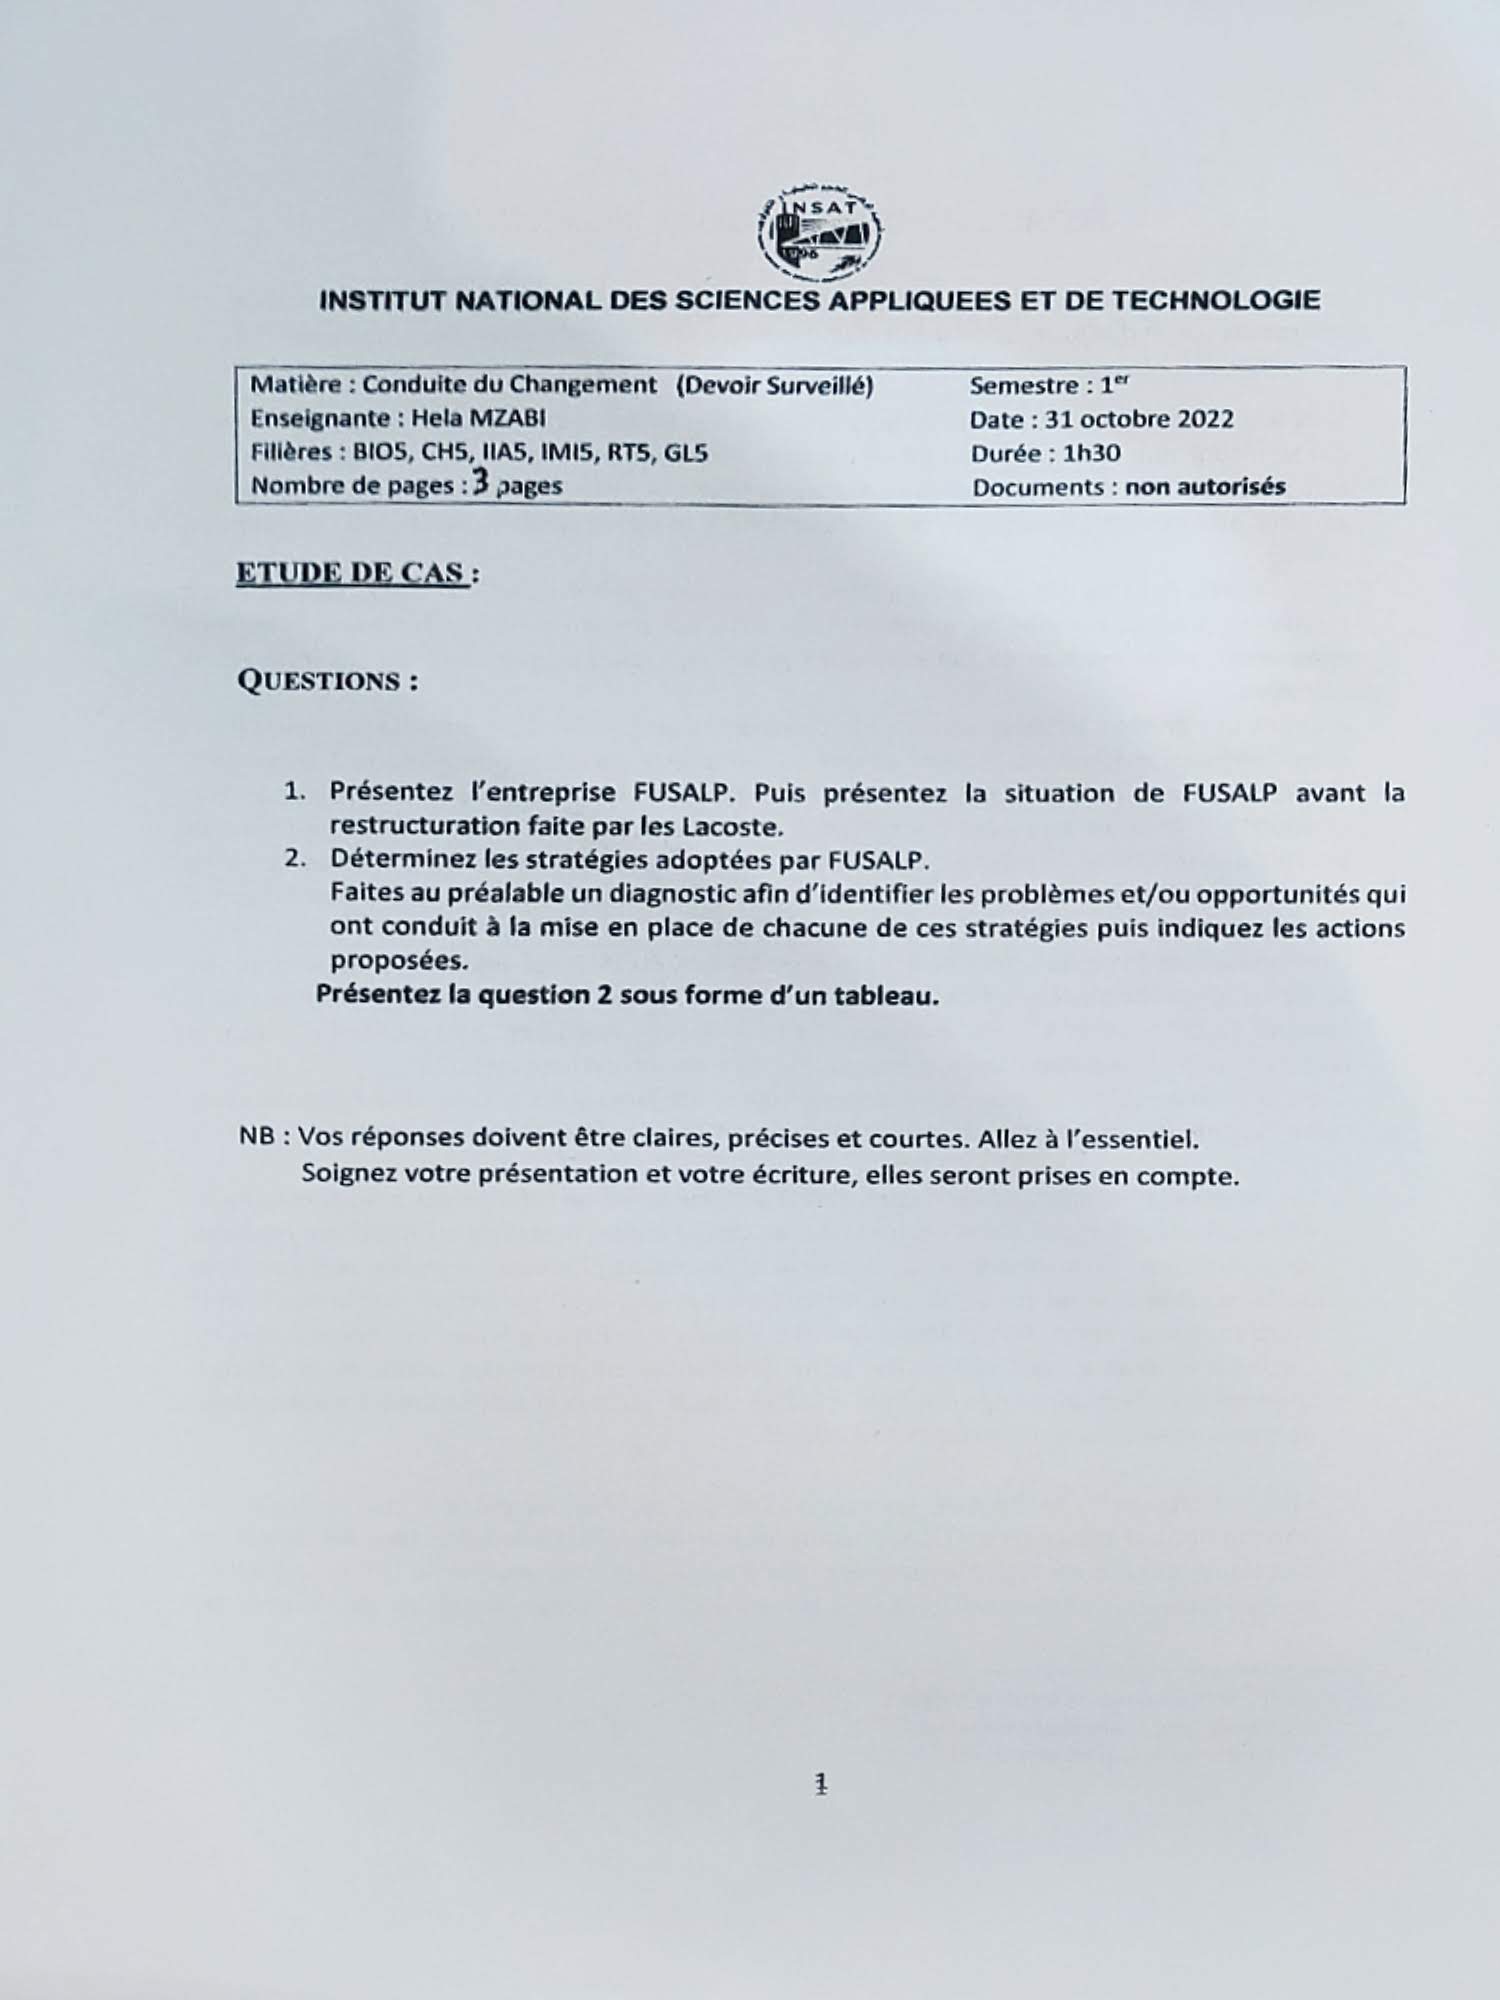 INSAT
1996
INSTITUT NATIONAL DES SCIENCES APPLIQUEES ET DE TECHNOLOGIE
Matière : Conduite du Changement (Devoir Surveillé) Semestre : 1er
Enseignante : Hela MZABI Date : 31 octobre 2022
Filières : BIO5, CH5, IIA5, IMI5, RT5, GL5 Durée : 1h30
Nombre de pages : 3 pages Documents : non autorisés
ETUDE DE CAS :
QUESTIONS :
1. Présentez l'entreprise FUSALP. Puis présentez la situation de FUSALP avant la
restructuration faite par les Lacoste.
2. Déterminez les stratégies adoptées par FUSALP.
Faites au préalable un diagnostic afin d'identifier les problèmes et/ou opportunités qui
ont conduit à la mise en place de chacune de ces stratégies puis indiquez les actions
proposées.
Présentez la question 2 sous forme d'un tableau.
NB : Vos réponses doivent être claires, précises et courtes. Allez à l'essentiel.
Soignez votre présentation et votre écriture, elles seront prises en compte.
1